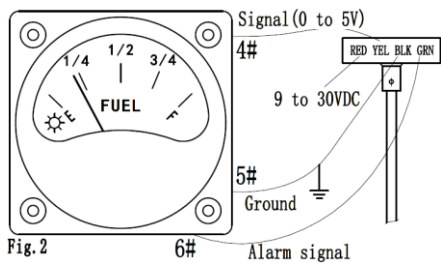 Signal(0 to 5V)
4#
RED YEL BLK GRN
1/2
1/4
3/4
9 to 30VDC
FUEL
E
F
5#
Ground
Fig.2
6#
Alarm signal